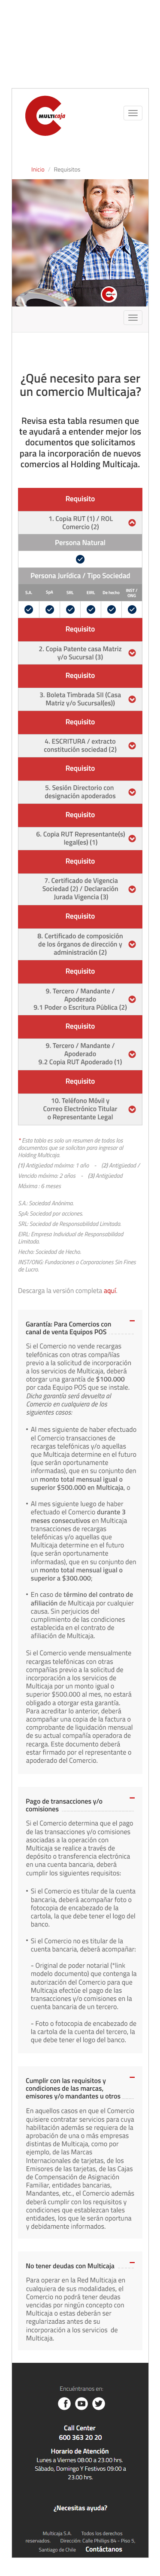 MULTICAJA
Inicio / Requisitos
¿Qué necesito para ser
un comercio Multicaja?
Revisa esta tabla resumen que
te ayudará a entender mejor los
documentos que solicitamos
para la incorporación de nuevos
comercios al Holding Multicaja.
Requisito
1. Copia RUT (1) / ROL
Comercio (2)
Persona Natural
Persona Jurídica / Tipo Sociedad
S.A. SpA SRL EIRL De hecho INST /
ONG
Requisito
2. Copia Patente casa Matriz
y/o Sucursal (3)
Requisito
3. Boleta Timbrada SII (Casa
Matriz y/o Sucursal(es))
Requisito
4. ESCRITURA / extracto
constitución sociedad (2)
Requisito
5. Sesión Directorio con
designación apoderados
Requisito
6. Copia RUT Representante(s)
legal(es) (1)
Requisito
7. Certificado de Vigencia
Sociedad (2) / Declaración
Jurada Vigencia (3)
Requisito
8. Certificado de composición
de los órganos de dirección y
administración (2)
Requisito
9. Tercero / Mandante /
Apoderado
9.1 Poder o Escritura Pública (2)
Requisito
9. Tercero / Mandante /
Apoderado
9.2 Copia RUT Apoderado (1)
Requisito
10. Teléfono Móvil y
Correo Electrónico Titular
o Representante Legal
* Esta tabla es solo un resumen de todos los
documentos que se solicitan para ingresar al
Holding Multicaja.
(1) Antigüedad máxima: 1 año - (2) Antigüedad /
Vencida máximo: 2 años - (3) Antigüedad
Máxima : 6 meses
S.A.: Sociedad Anónima.
SpA: Sociedad por acciones.
SRL: Sociedad de Responsabilidad Limitada.
EIRL: Empresa Individual de Responsabilidad
Limitada.
Hecho: Sociedad de Hecho.
INST/ONG: Fundaciones o Corporaciones Sin Fines
de Lucro.
Descarga la versión completa aquí.
Garantía: Para Comercios con
canal de venta Equipos POS
Si el Comercio no vende recargas
telefónicas con otras compañías
previo a la solicitud de incorporación
a los servicios de Multicaja, deberá
otorgar una garantía de $100.000
por cada Equipo POS que se instale.
Dicha garantía será devuelta al
Comercio en cualquiera de los
siguientes casos:
• Al mes siguiente de haber efectuado
el Comercio transacciones de
recargas telefónicas y/o aquellas
que Multicaja determine en el futuro
(que serán oportunamente
informadas), que en su conjunto den
un monto total mensual igual o
superior $500.000 en Multicaja, o
• Al mes siguiente luego de haber
efectuado el Comercio durante 3
meses consecutivos en Multicaja
transacciones de recargas
telefónicas y/o aquellas que
Multicaja determine en el futuro
(que serán oportunamente
informadas), que en su conjunto den
un monto total mensual igual o
superior a $300.000;
• En caso de término del contrato de
afiliación de Multicaja por cualquier
causa. Sin perjuicios del
cumplimiento de las condiciones
establecida en el contrato de
afiliación de Multicaja.
Si el Comercio vende mensualmente
recargas telefónicas con otras
compañías previo a la solicitud de
incorporación a los servicios de
Multicaja por un monto igual o
superior $500.000 al mes, no estará
obligado a otorgar esta garantía.
Para acreditar lo anterior, deberá
acompañar una copia de la factura o
comprobante de liquidación mensual
de su actual compañía operadora de
recarga. Este documento deberá
estar firmado por el representante o
apoderado del Comercio.
Pago de transacciones y/o
comisiones
Si el Comercio determina que el pago
de las transacciones y/o comisiones
asociadas a la operación con
Multicaja se realice a través de
depósito o transferencia electrónica
en una cuenta bancaria, deberá
cumplir los siguientes requisitos:
• Si el Comercio es titular de la cuenta
bancaria, deberá acompañar foto o
fotocopia de encabezado de la
cartola, la que debe tener el logo del
banco.
• Si el Comercio no es titular de la
cuenta bancaria, deberá acompañar:
- Original de poder notarial (*link
modelo documento) que contenga la
autorización del Comercio para que
Multicaja efectúe el pago de las
transacciones y/o comisiones en la
cuenta bancaria de un tercero.
- Foto o fotocopia de encabezado de
la cartola de la cuenta del tercero, la
que debe tener el logo del banco.
Cumplir con las requisitos y
condiciones de las marcas,
emisores y/o mandantes u otros
En aquellos casos en que el Comercio
quisiere contratar servicios para cuya
habilitación además se requiera de la
aprobación de una o más empresas
distintas de Multicaja, como por
ejemplo, de las Marcas
Internacionales de tarjetas, de los
Emisores de las tarjetas, de las Cajas
de Compensación de Asignación
Familiar, entidades bancarias,
Mandantes, etc., el Comercio además
deberá cumplir con los requisitos y
condiciones que establezcan tales
entidades, los que le serán oportuna
y debidamente informados.
No tener deudas con Multicaja
Para operar en la Red Multicaja en
cualquiera de sus modalidades, el
Comercio no podrá tener deudas
vencidas por ningún concepto con
Multicaja o estas deberán ser
regularizadas antes de su
incorporación a los servicios de
Multicaja.
Encuéntranos en:
Call Center
600 363 20 20
Horario de Atención
Lunes a Viernes 08:00 a 23:00 hrs.
Sábado, Domingo Y Festivos 09:00 a
23:00 hrs.
¿Necesitas ayuda?
Multicaja S.A. Todos los derechos
reservados. Dirección: Calle Phillips 84 - Piso 5,
Santiago de Chile Contáctanos